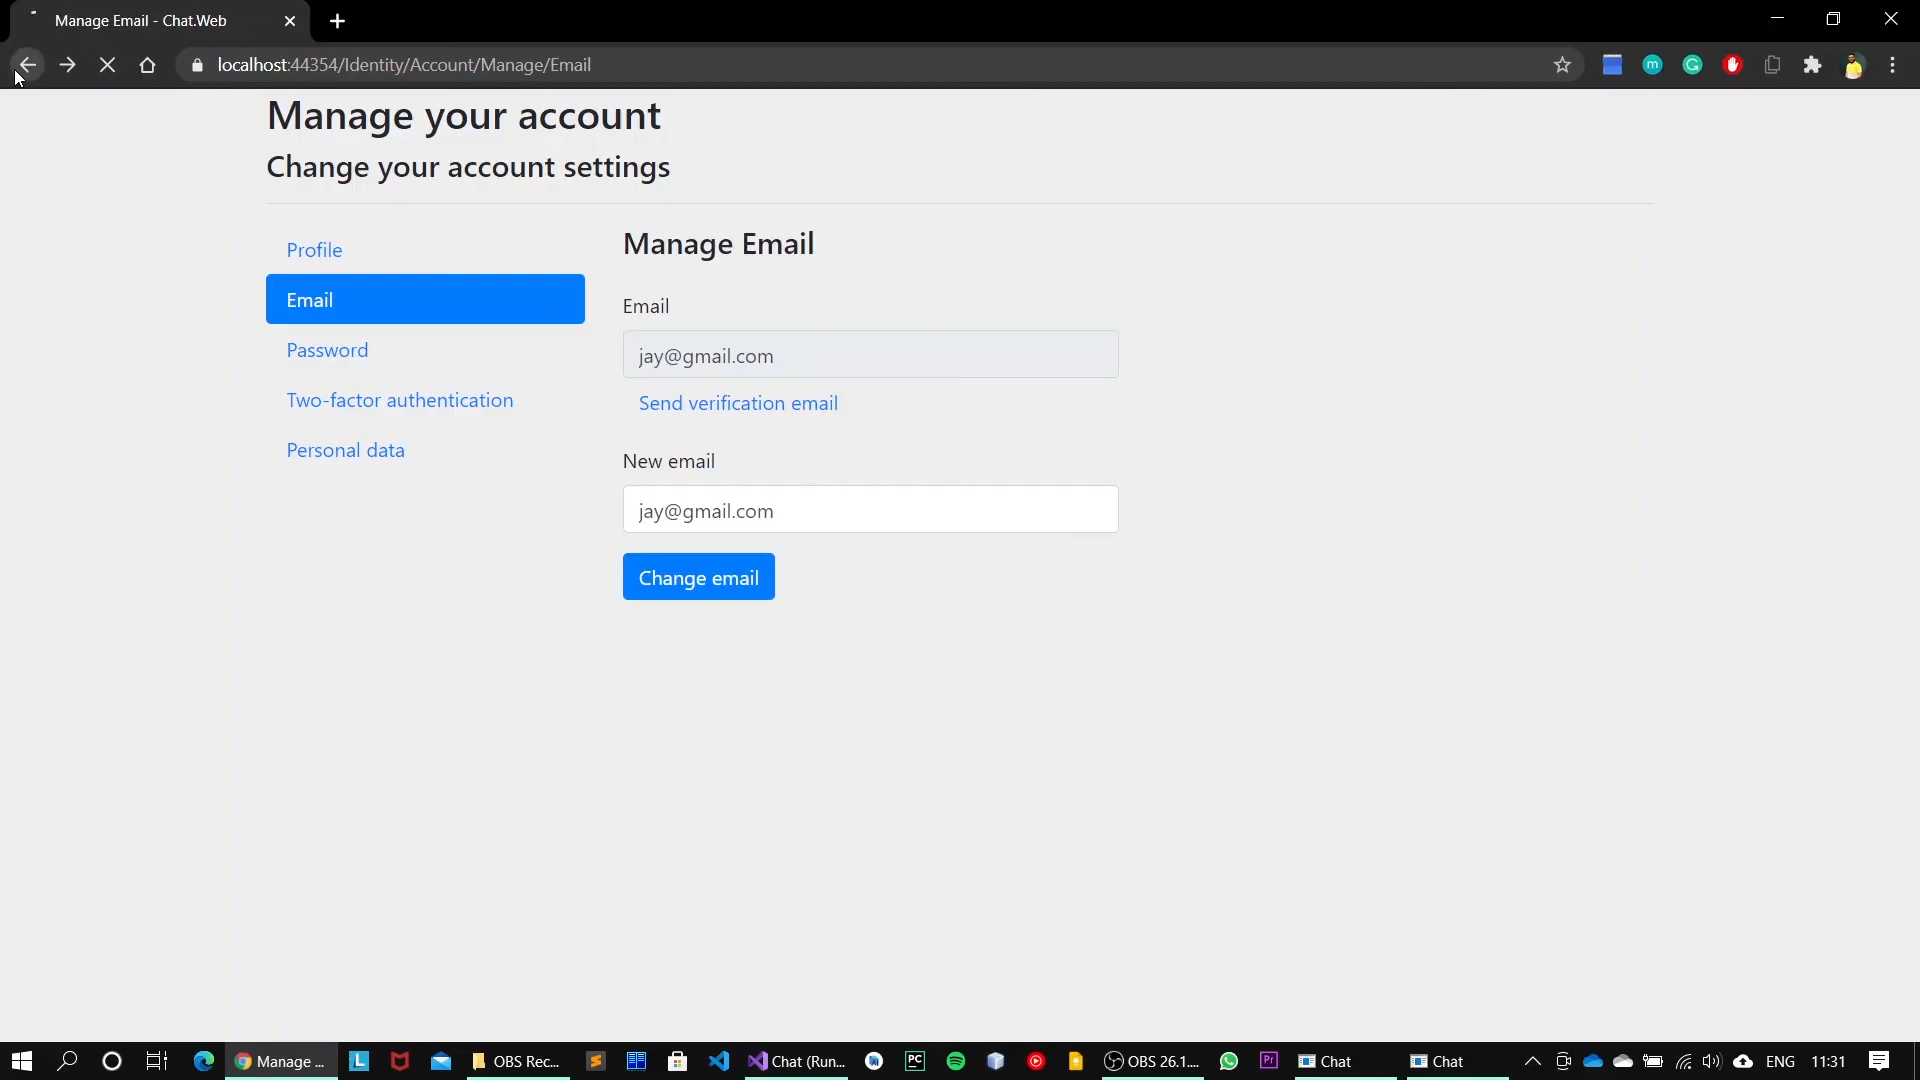 Manage Email - Chat.Web
localhost:44354/Identity/Account/Manage/Email
Manage your account
Change your account settings
Profile
Email
Password
Two-factor authentication
Personal data
Manage Email
Email
jay@gmail.com
Send verification email
New email
jay@gmail.com
Change email
Manage ...
OBS Rec...
Chat (Run...
OBS 26.1....
Chat
Chat
ENG
11:31